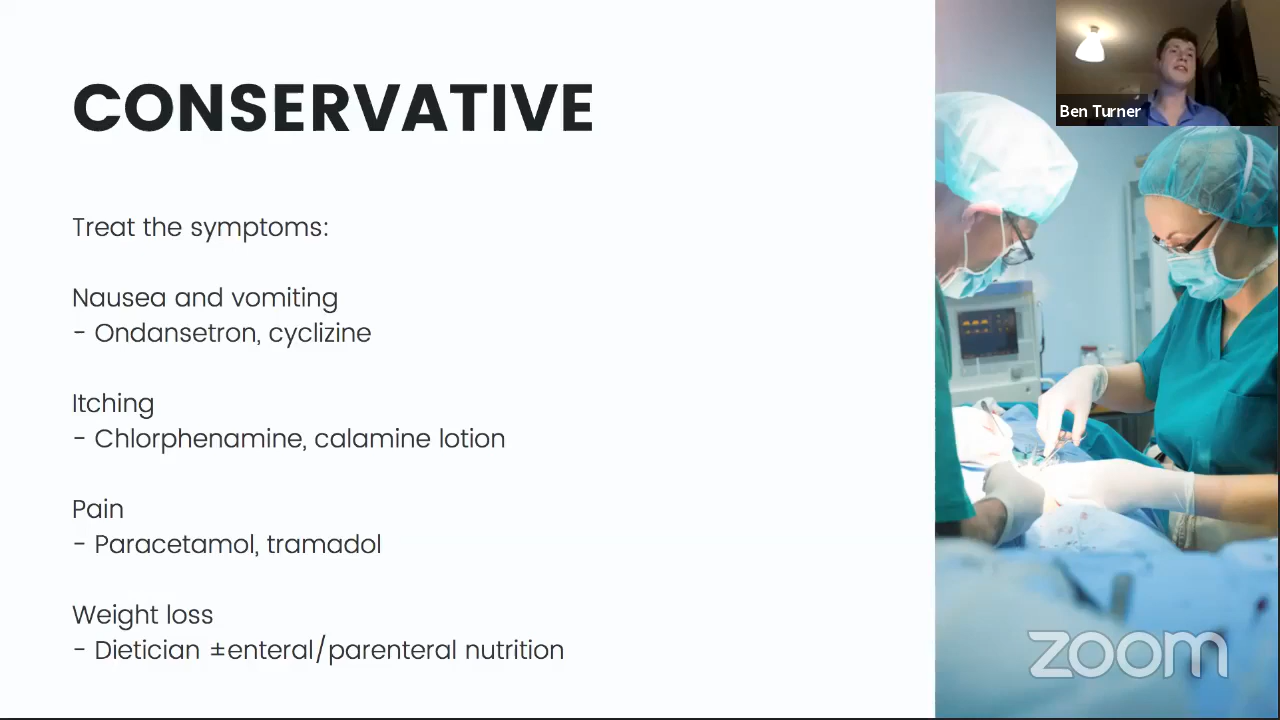 CONSERVATIVE
Treat the symptoms:
Nausea and vomiting
- Ondansetron, cyclizine
Itching
- Chlorphenamine, calamine lotion
Pain
- Paracetamol, tramadol
Weight loss
- Dietician ±enteral/parenteral nutrition
Ben Turner
zoom